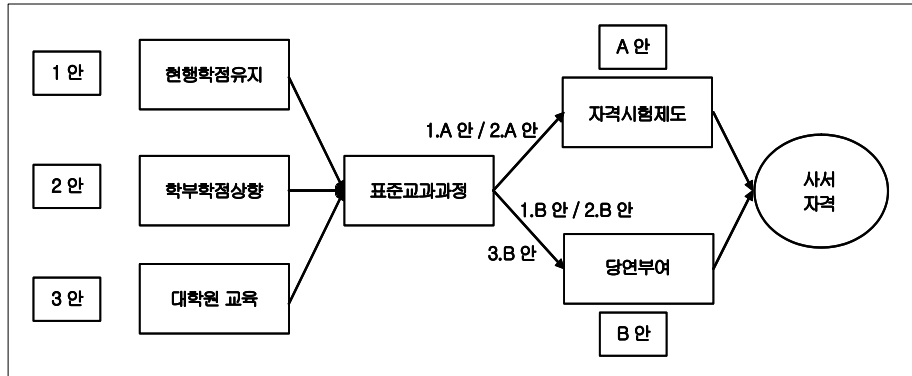 A 안
1 안
현행학점유지
자격시험제도
1.A 안 / 2.A 안
2 안
학부학점상향
표준교과과정
사서
자격
1.B 안 / 2.B 안
3.B 안
당연부여
3 안
대학원 교육
B 안